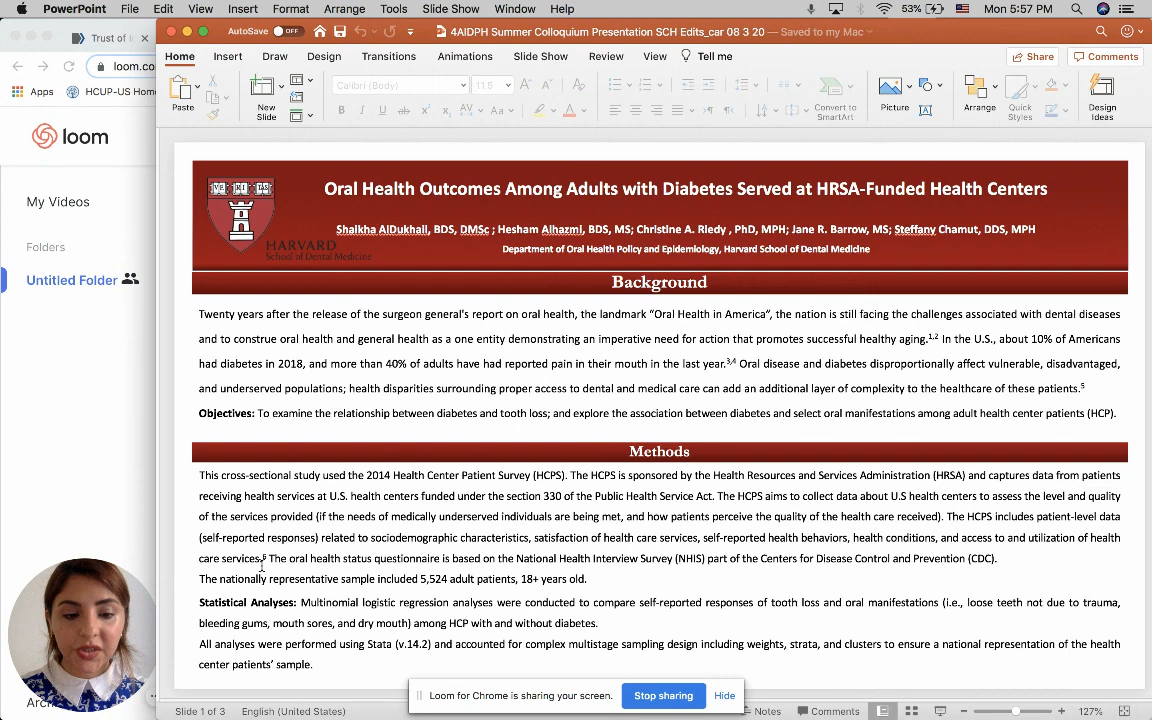 PowerPoint File Edit View Insert Format Arrange Tools Slide Show Window Help 53% Mon 5:57 PM
Trust of
AutoSave OFF 4AIDPH Summer Colloquium Presentation SCH Edits_car 08 3 20 — Saved to my Mac
Home Insert Draw Design Transitions Animations Slide Show Review View Tell me Share Comments
loom.co
Apps HCUP-US Hom
Paste New Slide Calibri (Body) 11.5 Convert to SmartArt Picture Arrange Quick Styles Design Ideas
loom
My Videos
Folders
Untitled Folder
VE RI TAS
HARVARD
School of Dental Medicine
Oral Health Outcomes Among Adults with Diabetes Served at HRSA-Funded Health Centers
Shaikha AlDukhail, BDS, DMSc ; Hesham Alhazmi, BDS, MS; Christine A. Riedy , PhD, MPH; Jane R. Barrow, MS; Steffany Chamut, DDS, MPH
Department of Oral Health Policy and Epidemiology, Harvard School of Dental Medicine
Background
Twenty years after the release of the surgeon general's report on oral health, the landmark "Oral Health in America", the nation is still facing the challenges associated with dental diseases
and to construe oral health and general health as a one entity demonstrating an imperative need for action that promotes successful healthy aging.1,2 In the U.S., about 10% of Americans
had diabetes in 2018, and more than 40% of adults have had reported pain in their mouth in the last year.3,4 Oral disease and diabetes disproportionally affect vulnerable, disadvantaged,
and underserved populations; health disparities surrounding proper access to dental and medical care can add an additional layer of complexity to the healthcare of these patients.5
Objectives: To examine the relationship between diabetes and tooth loss; and explore the association between diabetes and select oral manifestations among adult health center patients (HCP).
Methods
This cross-sectional study used the 2014 Health Center Patient Survey (HCPS). The HCPS is sponsored by the Health Resources and Services Administration (HRSA) and captures data from patients
receiving health services at U.S. health centers funded under the section 330 of the Public Health Service Act. The HCPS aims to collect data about U.S health centers to assess the level and quality
of the services provided (if the needs of medically underserved individuals are being met, and how patients perceive the quality of the health care received). The HCPS includes patient-level data
(self-reported responses) related to sociodemographic characteristics, satisfaction of health care services, self-reported health behaviors, health conditions, and access to and utilization of health
care services.6 The oral health status questionnaire is based on the National Health Interview Survey (NHIS) part of the Centers for Disease Control and Prevention (CDC).
The nationally representative sample included 5,524 adult patients, 18+ years old.
Statistical Analyses: Multinomial logistic regression analyses were conducted to compare self-reported responses of tooth loss and oral manifestations (i.e., loose teeth not due to trauma,
bleeding gums, mouth sores, and dry mouth) among HCP with and without diabetes.
All analyses were performed using Stata (v.14.2) and accounted for complex multistage sampling design including weights, strata, and clusters to ensure a national representation of the health
center patients' sample.
Loom for Chrome is sharing your screen. Stop sharing Hide
Slide 1 of 3 English (United States) Notes Comments 127%